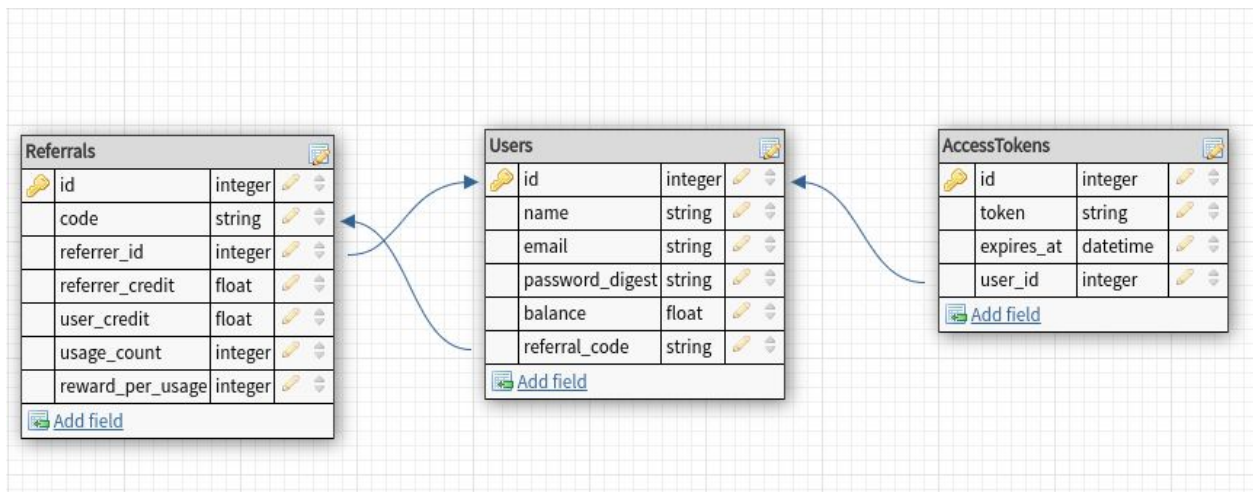 Referrals
id integer
code string
referrer_id integer
referrer_credit float
user_credit float
usage_count integer
reward_per_usage integer
Add field
Users
id integer
name string
email string
password_digest string
balance float
referral_code string
Add field
AccessTokens
id integer
token string
expires_at datetime
user_id integer
Add field